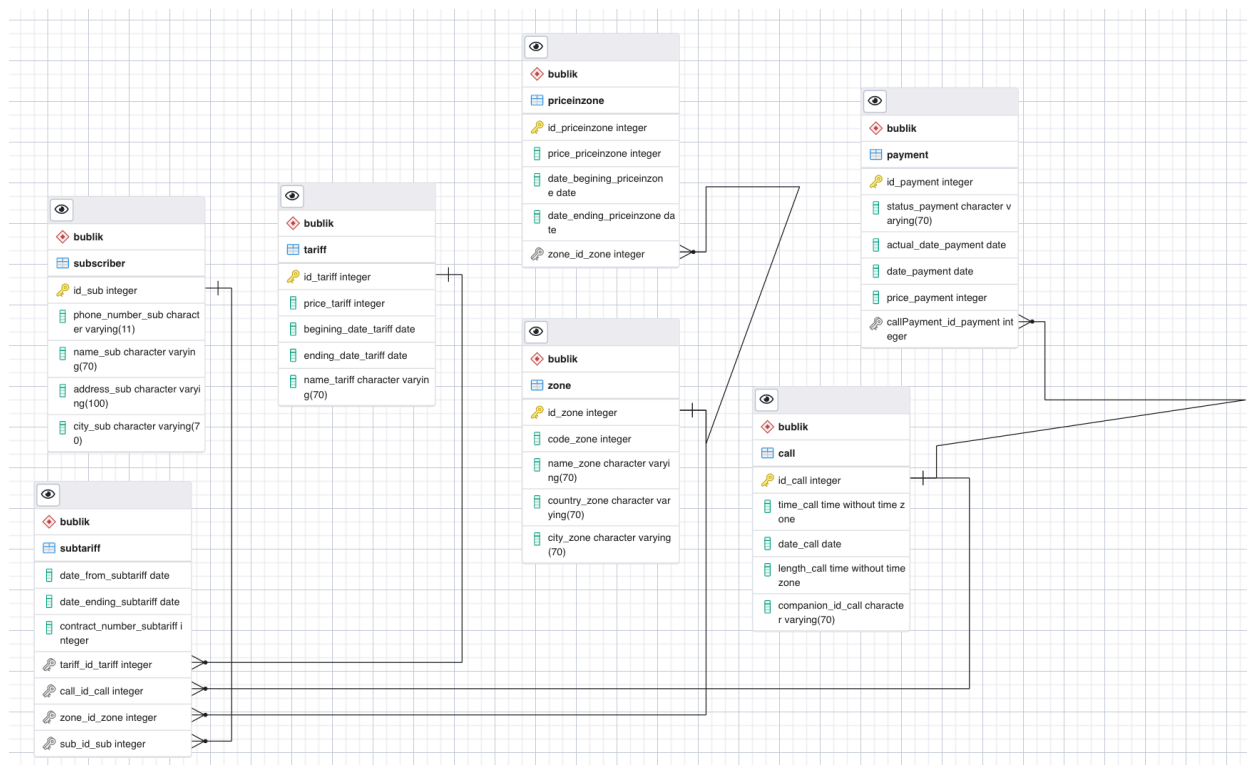 bublik
priceinzone
id_priceinzone integer
price_priceinzone integer
date_begining_priceinzon
e date
date_ending_priceinzone da
te
zone_id_zone integer
bublik
payment
id_payment integer
status_payment character v
arying(70)
actual_date_payment date
date_payment date
price_payment integer
callPayment_id_payment int
eger
bublik
tariff
id_tariff integer
price_tariff integer
begining_date_tariff date
ending_date_tariff date
name_tariff character varyin
g(70)
bublik
subscriber
id_sub integer
phone_number_sub charact
er varying(11)
name_sub character varyin
g(70)
address_sub character varyi
ng(100)
city_sub character varying(7
0)
bublik
zone
id_zone integer
code_zone integer
name_zone character varyi
ng(70)
country_zone character var
ying(70)
city_zone character varying
(70)
bublik
call
id_call integer
time_call time without time z
one
date_call date
length_call time without time
zone
companion_id_call characte
r varying(70)
bublik
subtariff
date_from_subtariff date
date_ending_subtariff date
contract_number_subtariff i
nteger
tariff_id_tariff integer
call_id_call integer
zone_id_zone integer
sub_id_sub integer